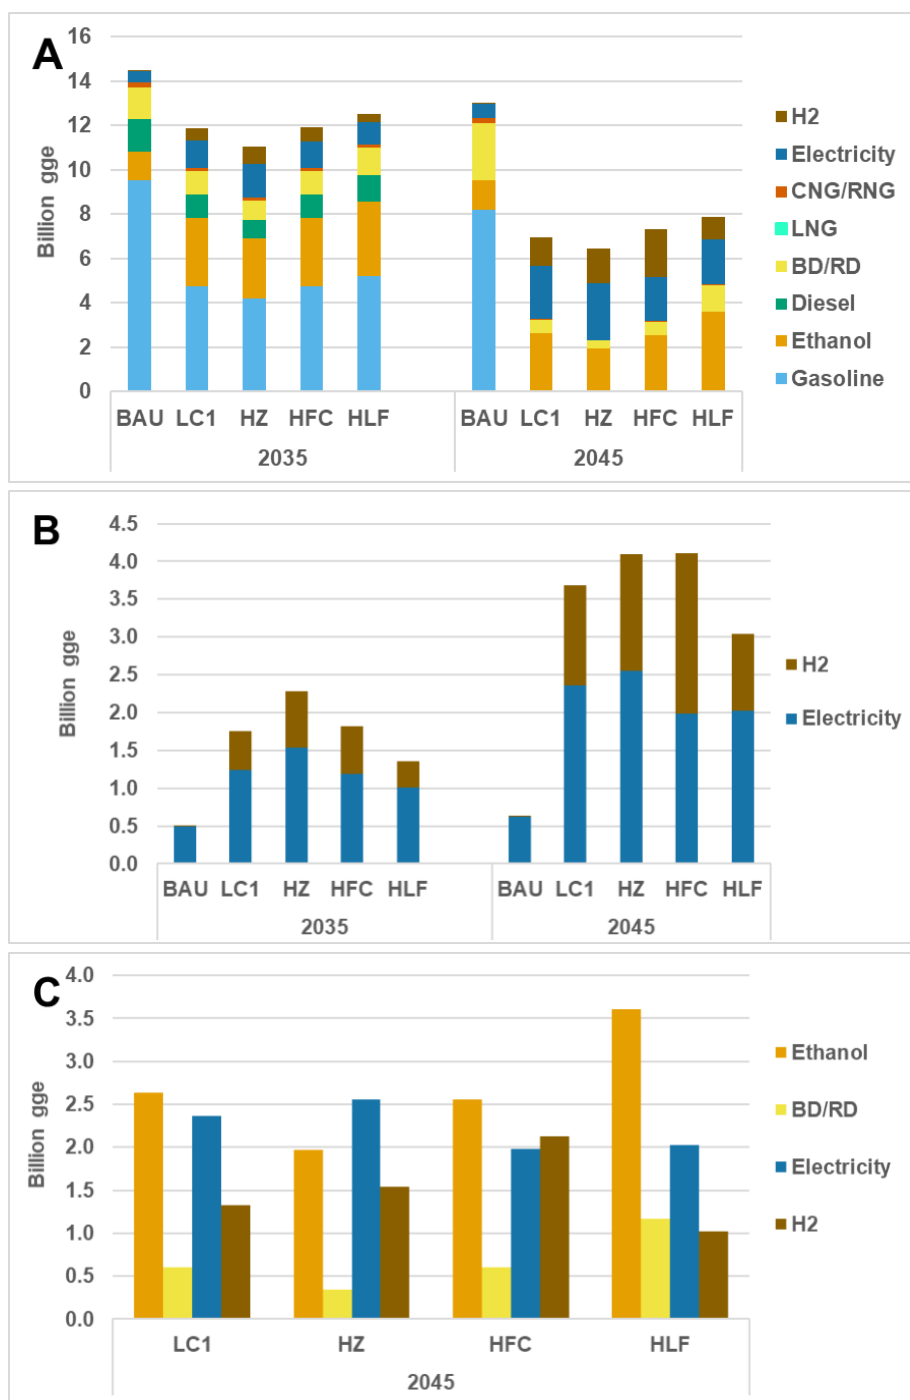 A
16
14
12
10
8
6
4
2
0
Billion gge
BAU LC1 HZ HFC HLF BAU LC1 HZ HFC HLF
2035 2045
H2
Electricity
CNG/RNG
LNG
BD/RD
Diesel
Ethanol
Gasoline
B
4.5
4.0
3.5
3.0
2.5
2.0
1.5
1.0
0.5
0.0
Billion gge
BAU LC1 HZ HFC HLF BAU LC1 HZ HFC HLF
2035 2045
H2
Electricity
C
4.0
3.5
3.0
2.5
2.0
1.5
1.0
0.5
0.0
Billion gge
LC1 HZ HFC HLF
2045
Ethanol
BD/RD
Electricity
H2